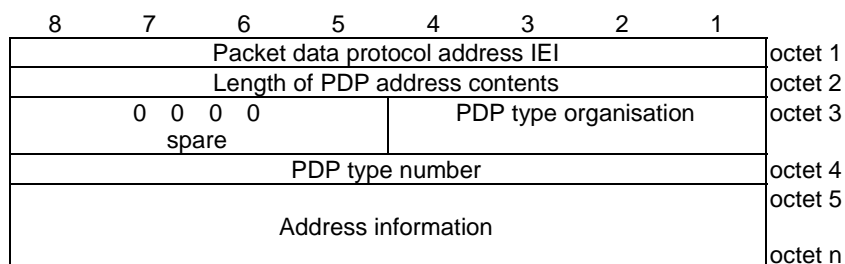 8 7 6 5 4 3 2 1
Packet data protocol address IEI octet 1
Length of PDP address contents octet 2
0 0 0 0 PDP type organisation octet 3
spare
PDP type number octet 4
octet 5
Address information
octet n